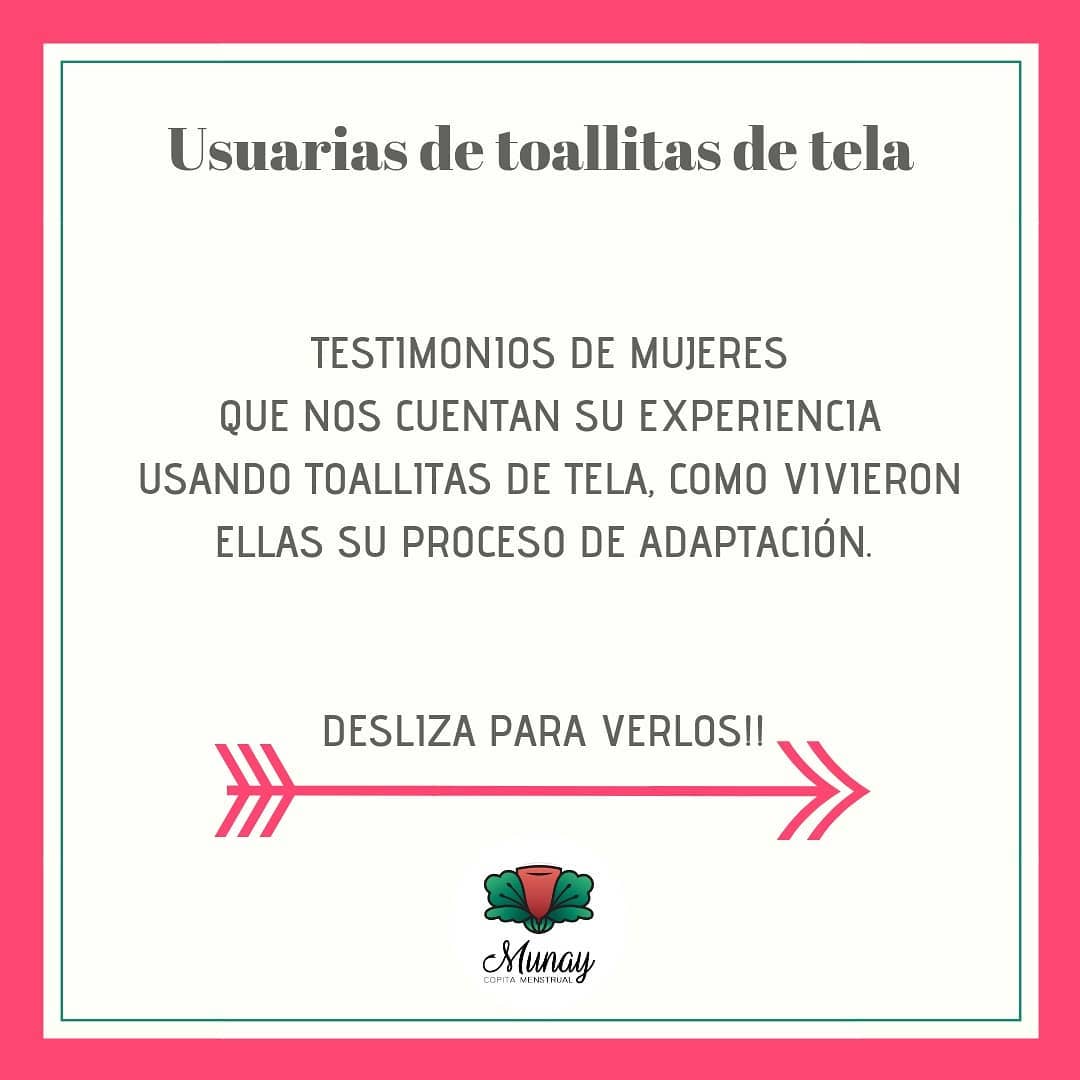 Usuarias de toallitas de tela
TESTIMONIOS DE MUJERES
QUE NOS CUENTAN SU EXPERIENCIA
USANDO TOALLITAS DE TELA, COMO VIVIERON
ELLAS SU PROCESO DE ADAPTACIÓN.
DESLIZA PARA VERLOS!!
Munay
COPITA MENSTRUAL